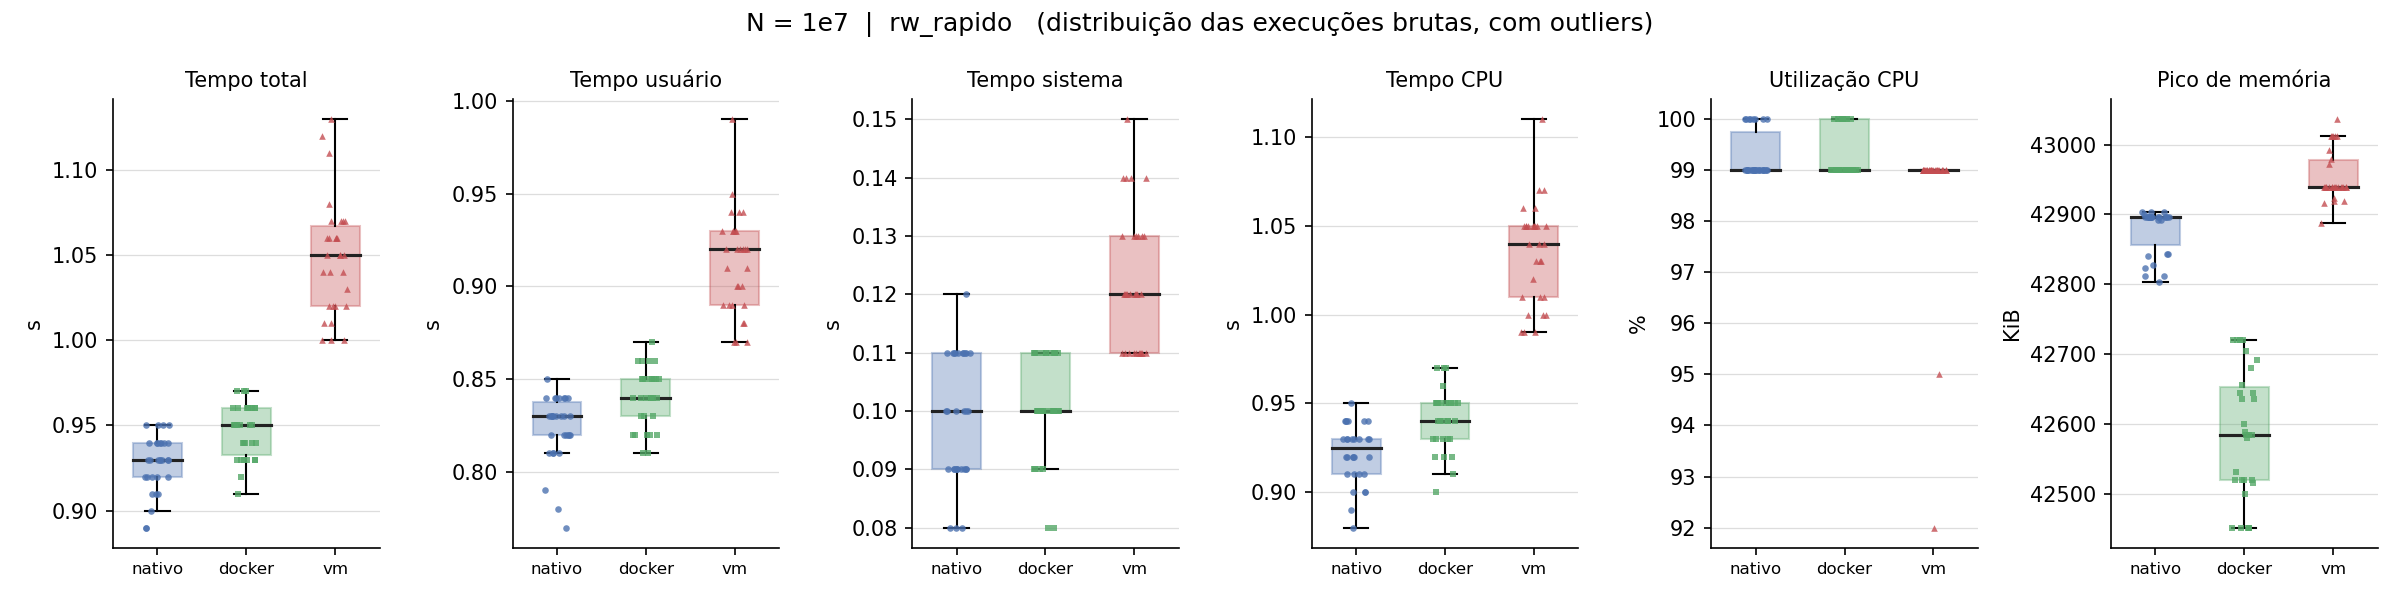 N = 1e7  |  rw_rapido   (distribuição das execuções brutas, com outliers)
Tempo total
s
1.10
1.05
1.00
0.95
0.90
nativo docker vm
Tempo usuário
s
1.00
0.95
0.90
0.85
0.80
nativo docker vm
Tempo sistema
s
0.15
0.14
0.13
0.12
0.11
0.10
0.09
0.08
nativo docker vm
Tempo CPU
s
1.10
1.05
1.00
0.95
0.90
nativo docker vm
Utilização CPU
%
100
99
98
97
96
95
94
93
92
nativo docker vm
Pico de memória
KiB
43000
42900
42800
42700
42600
42500
nativo docker vm